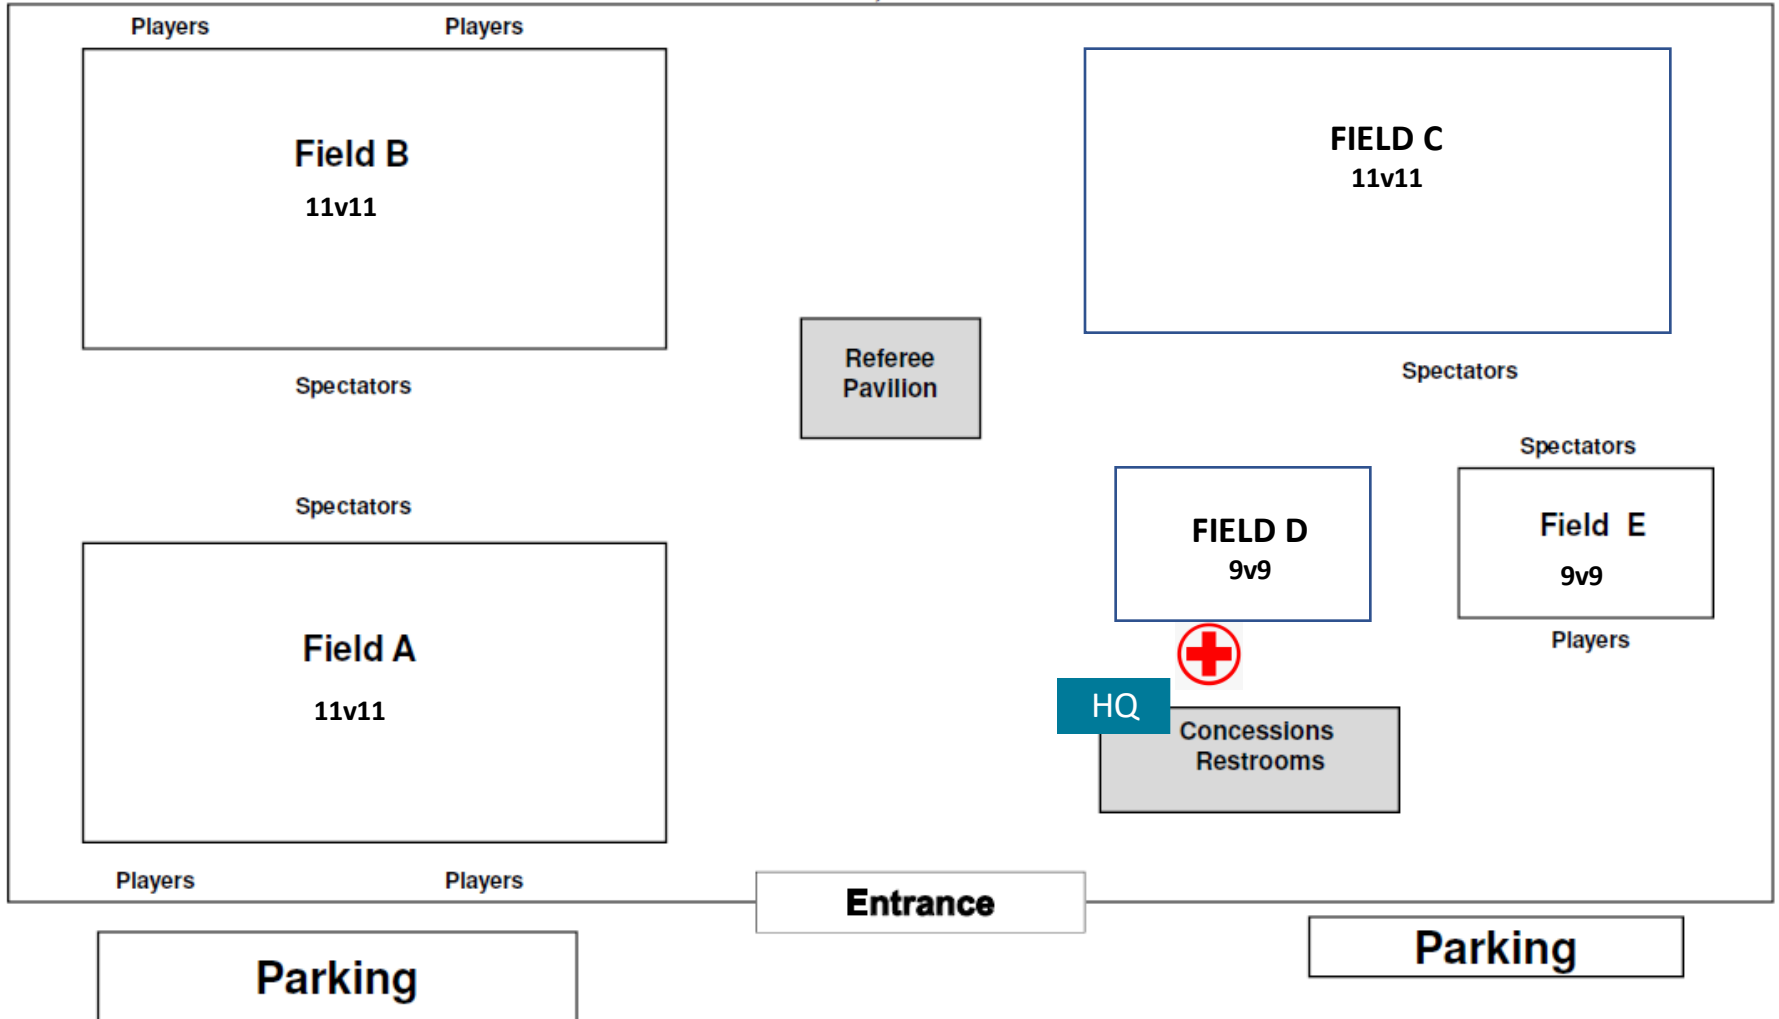 Players Players
Field B
11v11
Spectators
FIELD C
11v11
Spectators
Referee
Pavilion
Spectators
Field A
11v11
Players Players
FIELD D
9v9
Spectators
Field E
9v9
Players
HQ
Concessions
Restrooms
Entrance
Parking
Parking